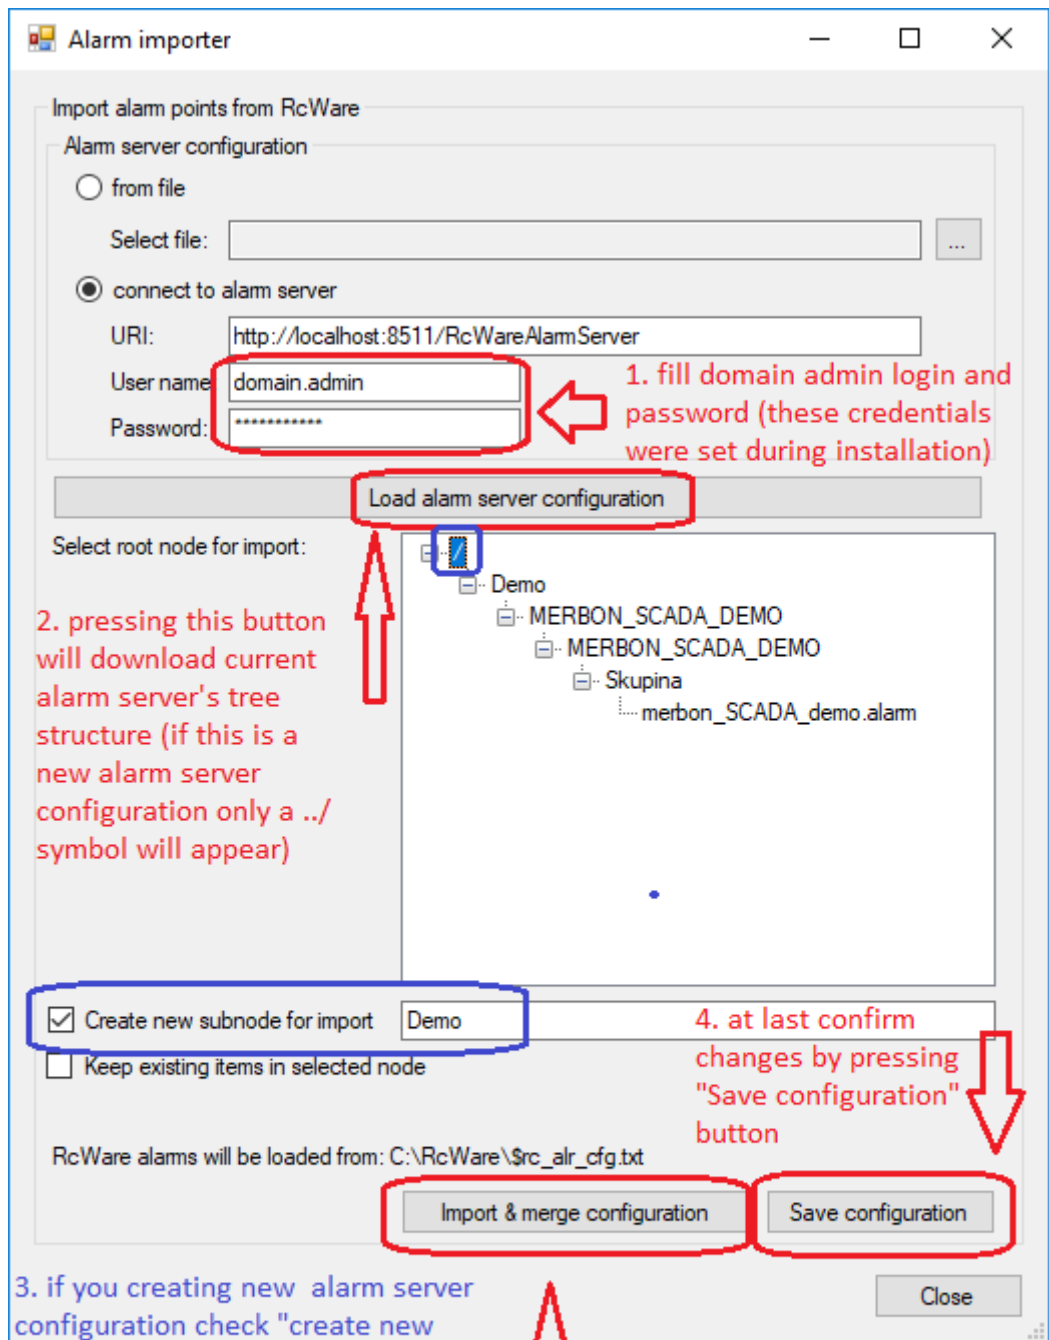 Alarm importer
Import alarm points from RcWare
Alarm server configuration
from file
Select file:
...
connect to alarm server
URI: http://localhost:8511/RcWareAlarmServer
User name domain.admin
Password: ***********
1. fill domain admin login and
password (these credentials
were set during installation)
Load alarm server configuration
Select root node for import:
/
Demo
MERBON_SCADA_DEMO
MERBON_SCADA_DEMO
Skupina
merbon_SCADA_demo.alarm
2. pressing this button
will download current
alarm server's tree
structure (if this is a
new alarm server
configuration only a ../
symbol will appear)
Create new subnode for import Demo
Keep existing items in selected node
4. at last confirm
changes by pressing
"Save configuration"
button
RcWare alarms will be loaded from: C:\RcWare\$rc_alr_cfg.txt
Import & merge configuration
Save configuration
3. if you creating new alarm server
configuration check "create new
Close